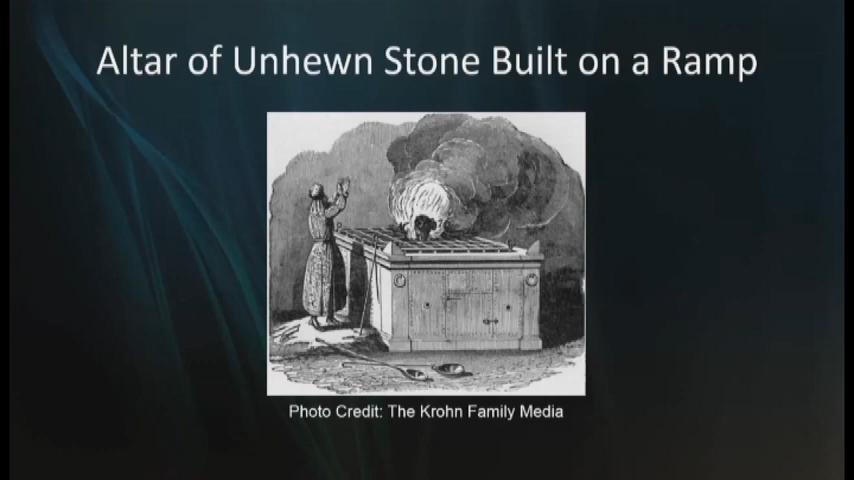 Altar of Unhewn Stone Built on a Ramp
Photo Credit: The Krohn Family Media